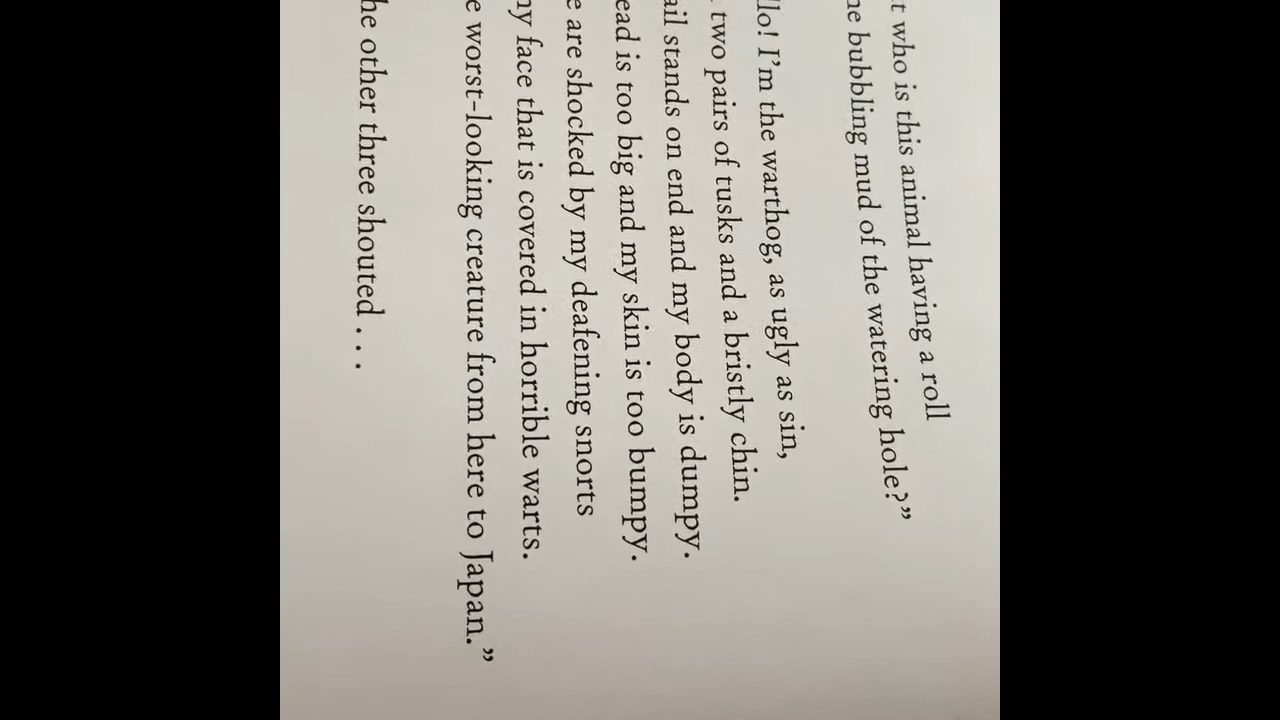 t who is this animal having a roll
ne bubbling mud of the watering hole?”
llo! I’m the warthog, as ugly as sin,
two pairs of tusks and a bristly chin.
ail stands on end and my body is dumpy.
ead is too big and my skin is too bumpy.
e are shocked by my deafening snorts
ny face that is covered in horrible warts.
e worst-looking creature from here to Japan.”
he other three shouted . . .